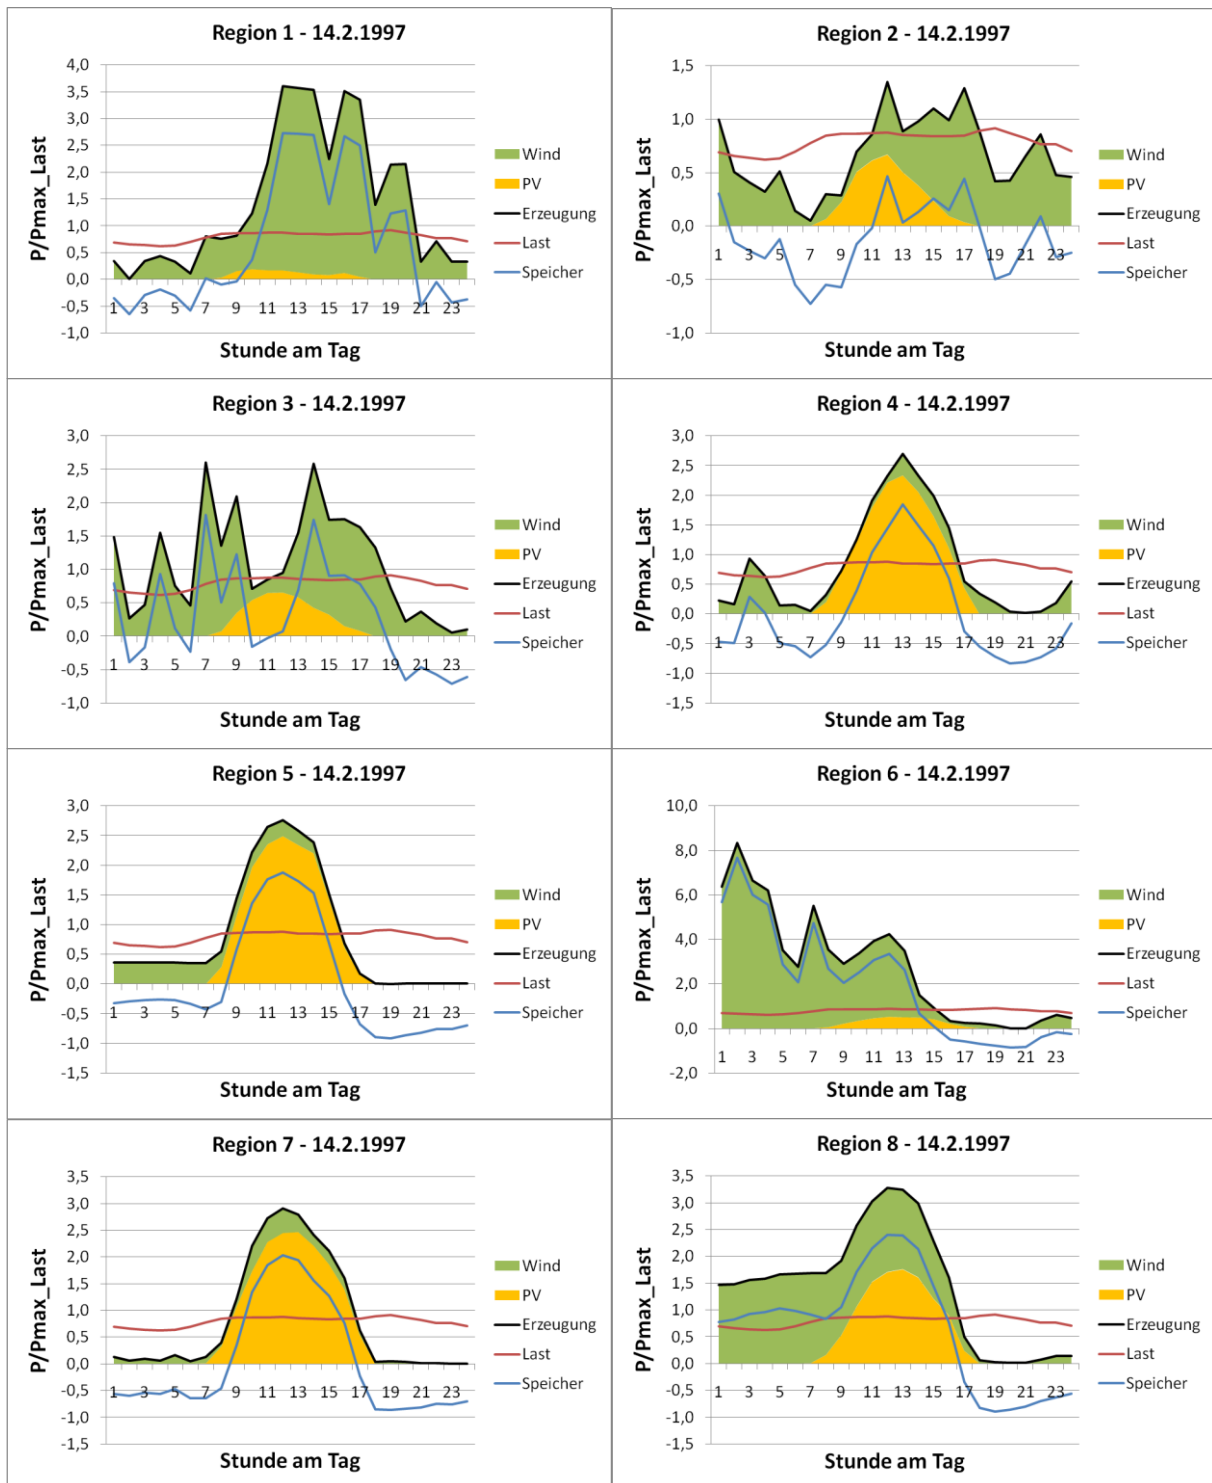 Region 1 - 14.2.1997
P/Pmax_Last
4,0
3,5
3,0
2,5
2,0
1,5
1,0
0,5
0,0
-0,5
-1,0
1 3 5 7 9 11 13 15 17 19 21 23
Stunde am Tag
Wind
PV
Erzeugung
Last
Speicher
Region 2 - 14.2.1997
P/Pmax_Last
1,5
1,0
0,5
0,0
-0,5
-1,0
1 3 5 7 9 11 13 15 17 19 21 23
Stunde am Tag
Wind
PV
Erzeugung
Last
Speicher
Region 3 - 14.2.1997
P/Pmax_Last
3,0
2,5
2,0
1,5
1,0
0,5
0,0
-0,5
-1,0
1 3 5 7 9 11 13 15 17 19 21 23
Stunde am Tag
Wind
PV
Erzeugung
Last
Speicher
Region 4 - 14.2.1997
P/Pmax_Last
3,0
2,5
2,0
1,5
1,0
0,5
0,0
-0,5
-1,0
-1,5
1 3 5 7 9 11 13 15 17 19 21 23
Stunde am Tag
Wind
PV
Erzeugung
Last
Speicher
Region 5 - 14.2.1997
P/Pmax_Last
3,0
2,5
2,0
1,5
1,0
0,5
0,0
-0,5
-1,0
-1,5
1 3 5 7 9 11 13 15 17 19 21 23
Stunde am Tag
Wind
PV
Erzeugung
Last
Speicher
Region 6 - 14.2.1997
P/Pmax_Last
10,0
8,0
6,0
4,0
2,0
0,0
-2,0
1 3 5 7 9 11 13 15 17 19 21 23
Stunde am Tag
Wind
PV
Erzeugung
Last
Speicher
Region 7 - 14.2.1997
P/Pmax_Last
3,5
3,0
2,5
2,0
1,5
1,0
0,5
0,0
-0,5
-1,0
-1,5
1 3 5 7 9 11 13 15 17 19 21 23
Stunde am Tag
Wind
PV
Erzeugung
Last
Speicher
Region 8 - 14.2.1997
P/Pmax_Last
3,5
3,0
2,5
2,0
1,5
1,0
0,5
0,0
-0,5
-1,0
-1,5
1 3 5 7 9 11 13 15 17 19 21 23
Stunde am Tag
Wind
PV
Erzeugung
Last
Speicher